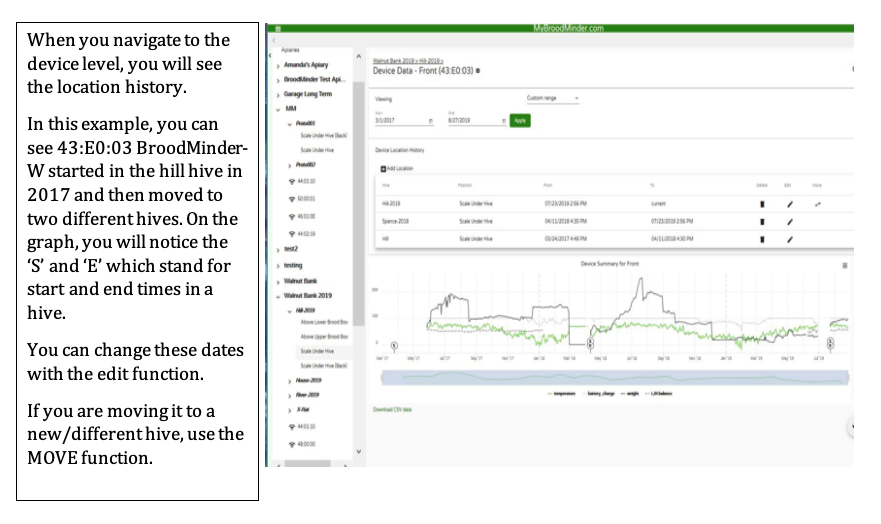 When you navigate to the
device level, you will see
the location history.
In this example, you can
see 43:E0:03 BroodMinder-
W started in the hill hive in
2017 and then moved to
two different hives. On the
graph, you will notice the
‘S’ and ‘E’ which stand for
start and end times in a
hive.
You can change these dates
with the edit function.
If you are moving it to a
new/different hive, use the
MOVE function.
MyBroodMinder.com
Apiaries
Amanda's Apiary
BroodMinder Test Api...
Garage Long Term
MM
Proto001
Scale Under Hive (Back)
Scale Under Hive
Proto002
44:01:10
50:00:01
46:01:00
44:02:18
test2
testing
Walnut Bank
Walnut Bank 2019
Hill-2019
Above Lower Brood Box
Above Upper Brood Box
Scale Under Hive
Scale Under Hive (Back)
House-2019
River-2019
X-Rat
44:01:10
48:00:00
Walnut Bank 2019 > Hill-2019 >
Device Data - Front (43:E0:03)
Viewing
Custom range
Start
End
3/1/2017
8/27/2019
Apply
Device Location History
Add Location
Hive Position From To Delete Edit Move
Hill-2019 Scale Under Hive 07/23/2019 2:56 PM current
Spence-2018 Scale Under Hive 04/11/2018 4:30 PM 07/23/2019 2:56 PM
Hill Scale Under Hive 03/24/2017 4:46 PM 04/11/2018 4:30 PM
Device Summary for Front
200
100
0
Mar '17 May '17 Jul '17 Sep '17 Nov '17 Jan '18 Mar '18 May '18 Jul '18 Sep '18 Nov '18 Jan '19 Mar '19 May '19 Jul '19
temperature battery_charge weight L/R balance
Download CSV data